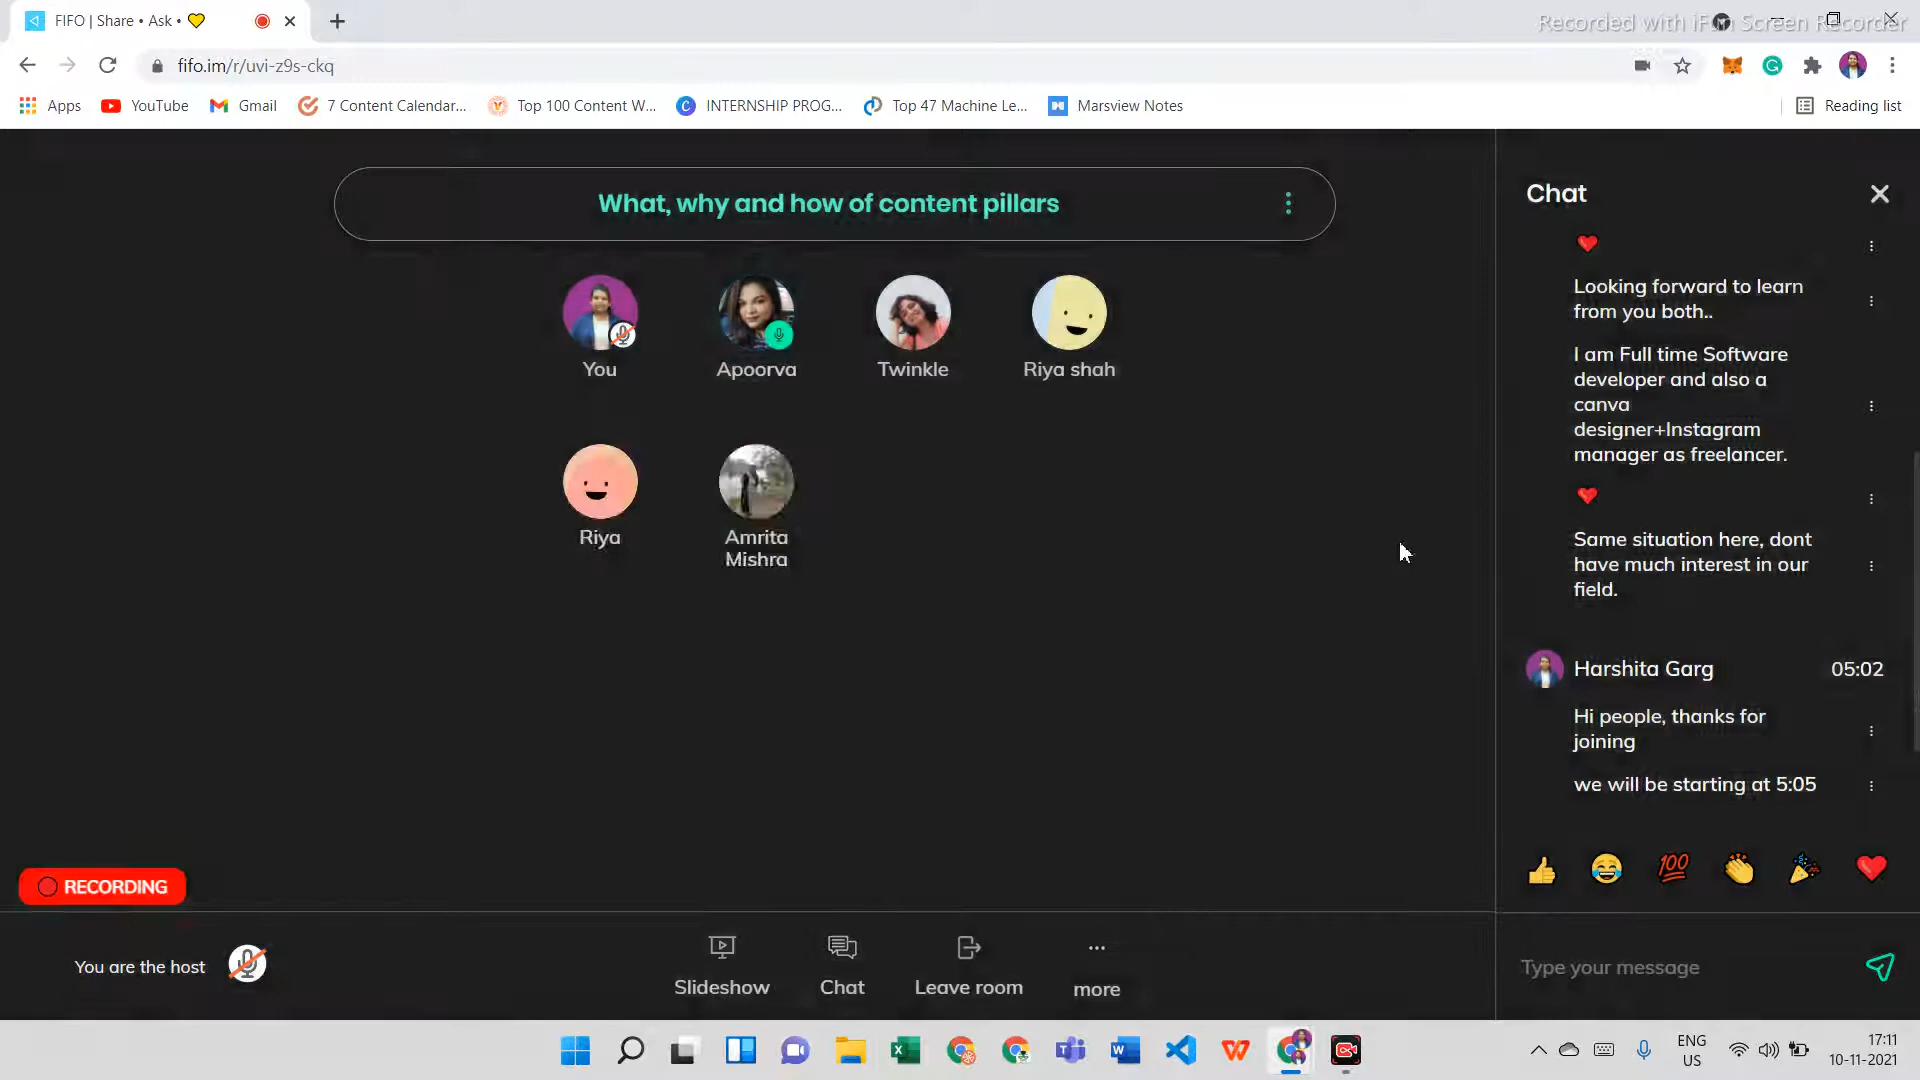 FIFO | Share • Ask • 💛
Recorded with iFun Screen Recorder
fifo.im/r/uvi-z9s-ckq
Apps
YouTube
Gmail
7 Content Calendar...
Top 100 Content W...
INTERNSHIP PROG...
Top 47 Machine Le...
Marsview Notes
Reading list
What, why and how of content pillars
You
Apoorva
Twinkle
Riya shah
Riya
Amrita
Mishra
RECORDING
You are the host
Slideshow
Chat
Leave room
more
Chat
❤️
Looking forward to learn
from you both..
I am Full time Software
developer and also a
canva
designer+Instagram
manager as freelancer.
❤️
Same situation here, dont
have much interest in our
field.
Harshita Garg 05:02
Hi people, thanks for
joining
we will be starting at 5:05
👍 😂 💯 👏 🎉 ❤️
Type your message
ENG
US
17:11
10-11-2021